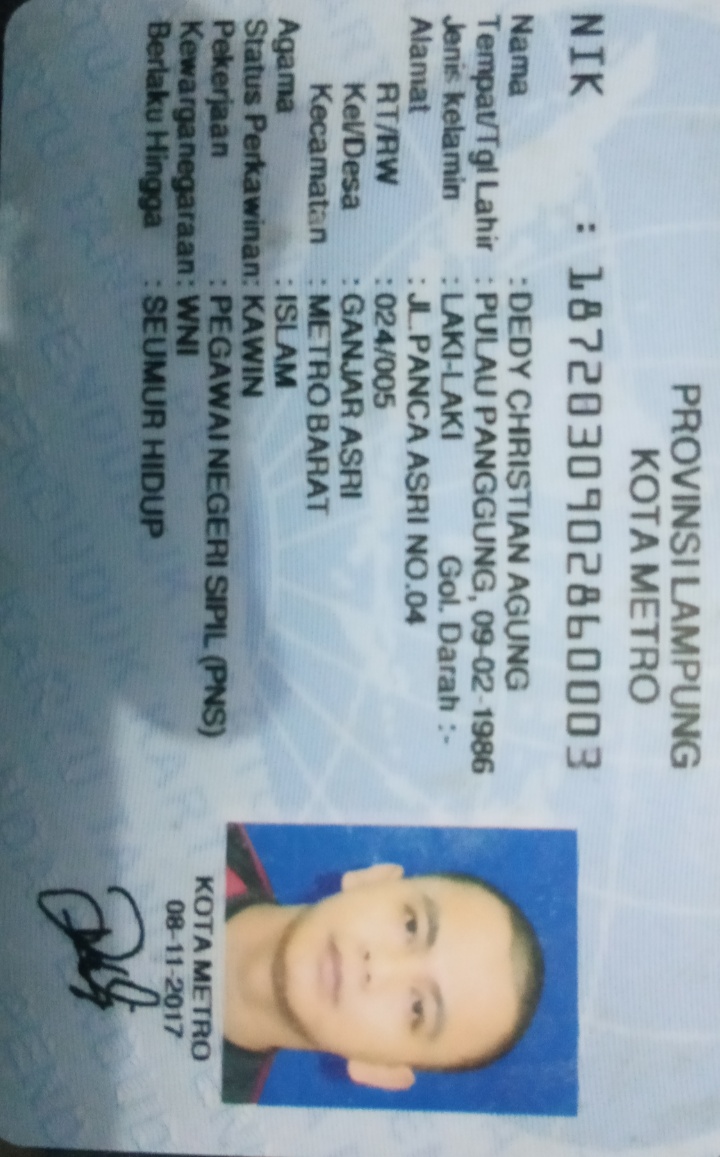 PROVINSI LAMPUNG
KOTA METRO
NIK : 1872030902860003
Nama : DEDY CHRISTIAN AGUNG
Tempat/Tgl Lahir : PULAU PANGGUNG, 09-02-1986
Jenis kelamin : LAKI-LAKI Gol. Darah : -
Alamat : JL.PANCA ASRI NO.04
RT/RW : 024/005
Kel/Desa : GANJAR ASRI
Kecamatan : METRO BARAT
Agama : ISLAM
Status Perkawinan: KAWIN
Pekerjaan : PEGAWAI NEGERI SIPIL (PNS)
Kewarganegaraan: WNI
Berlaku Hingga : SEUMUR HIDUP
KOTA METRO
08-11-2017